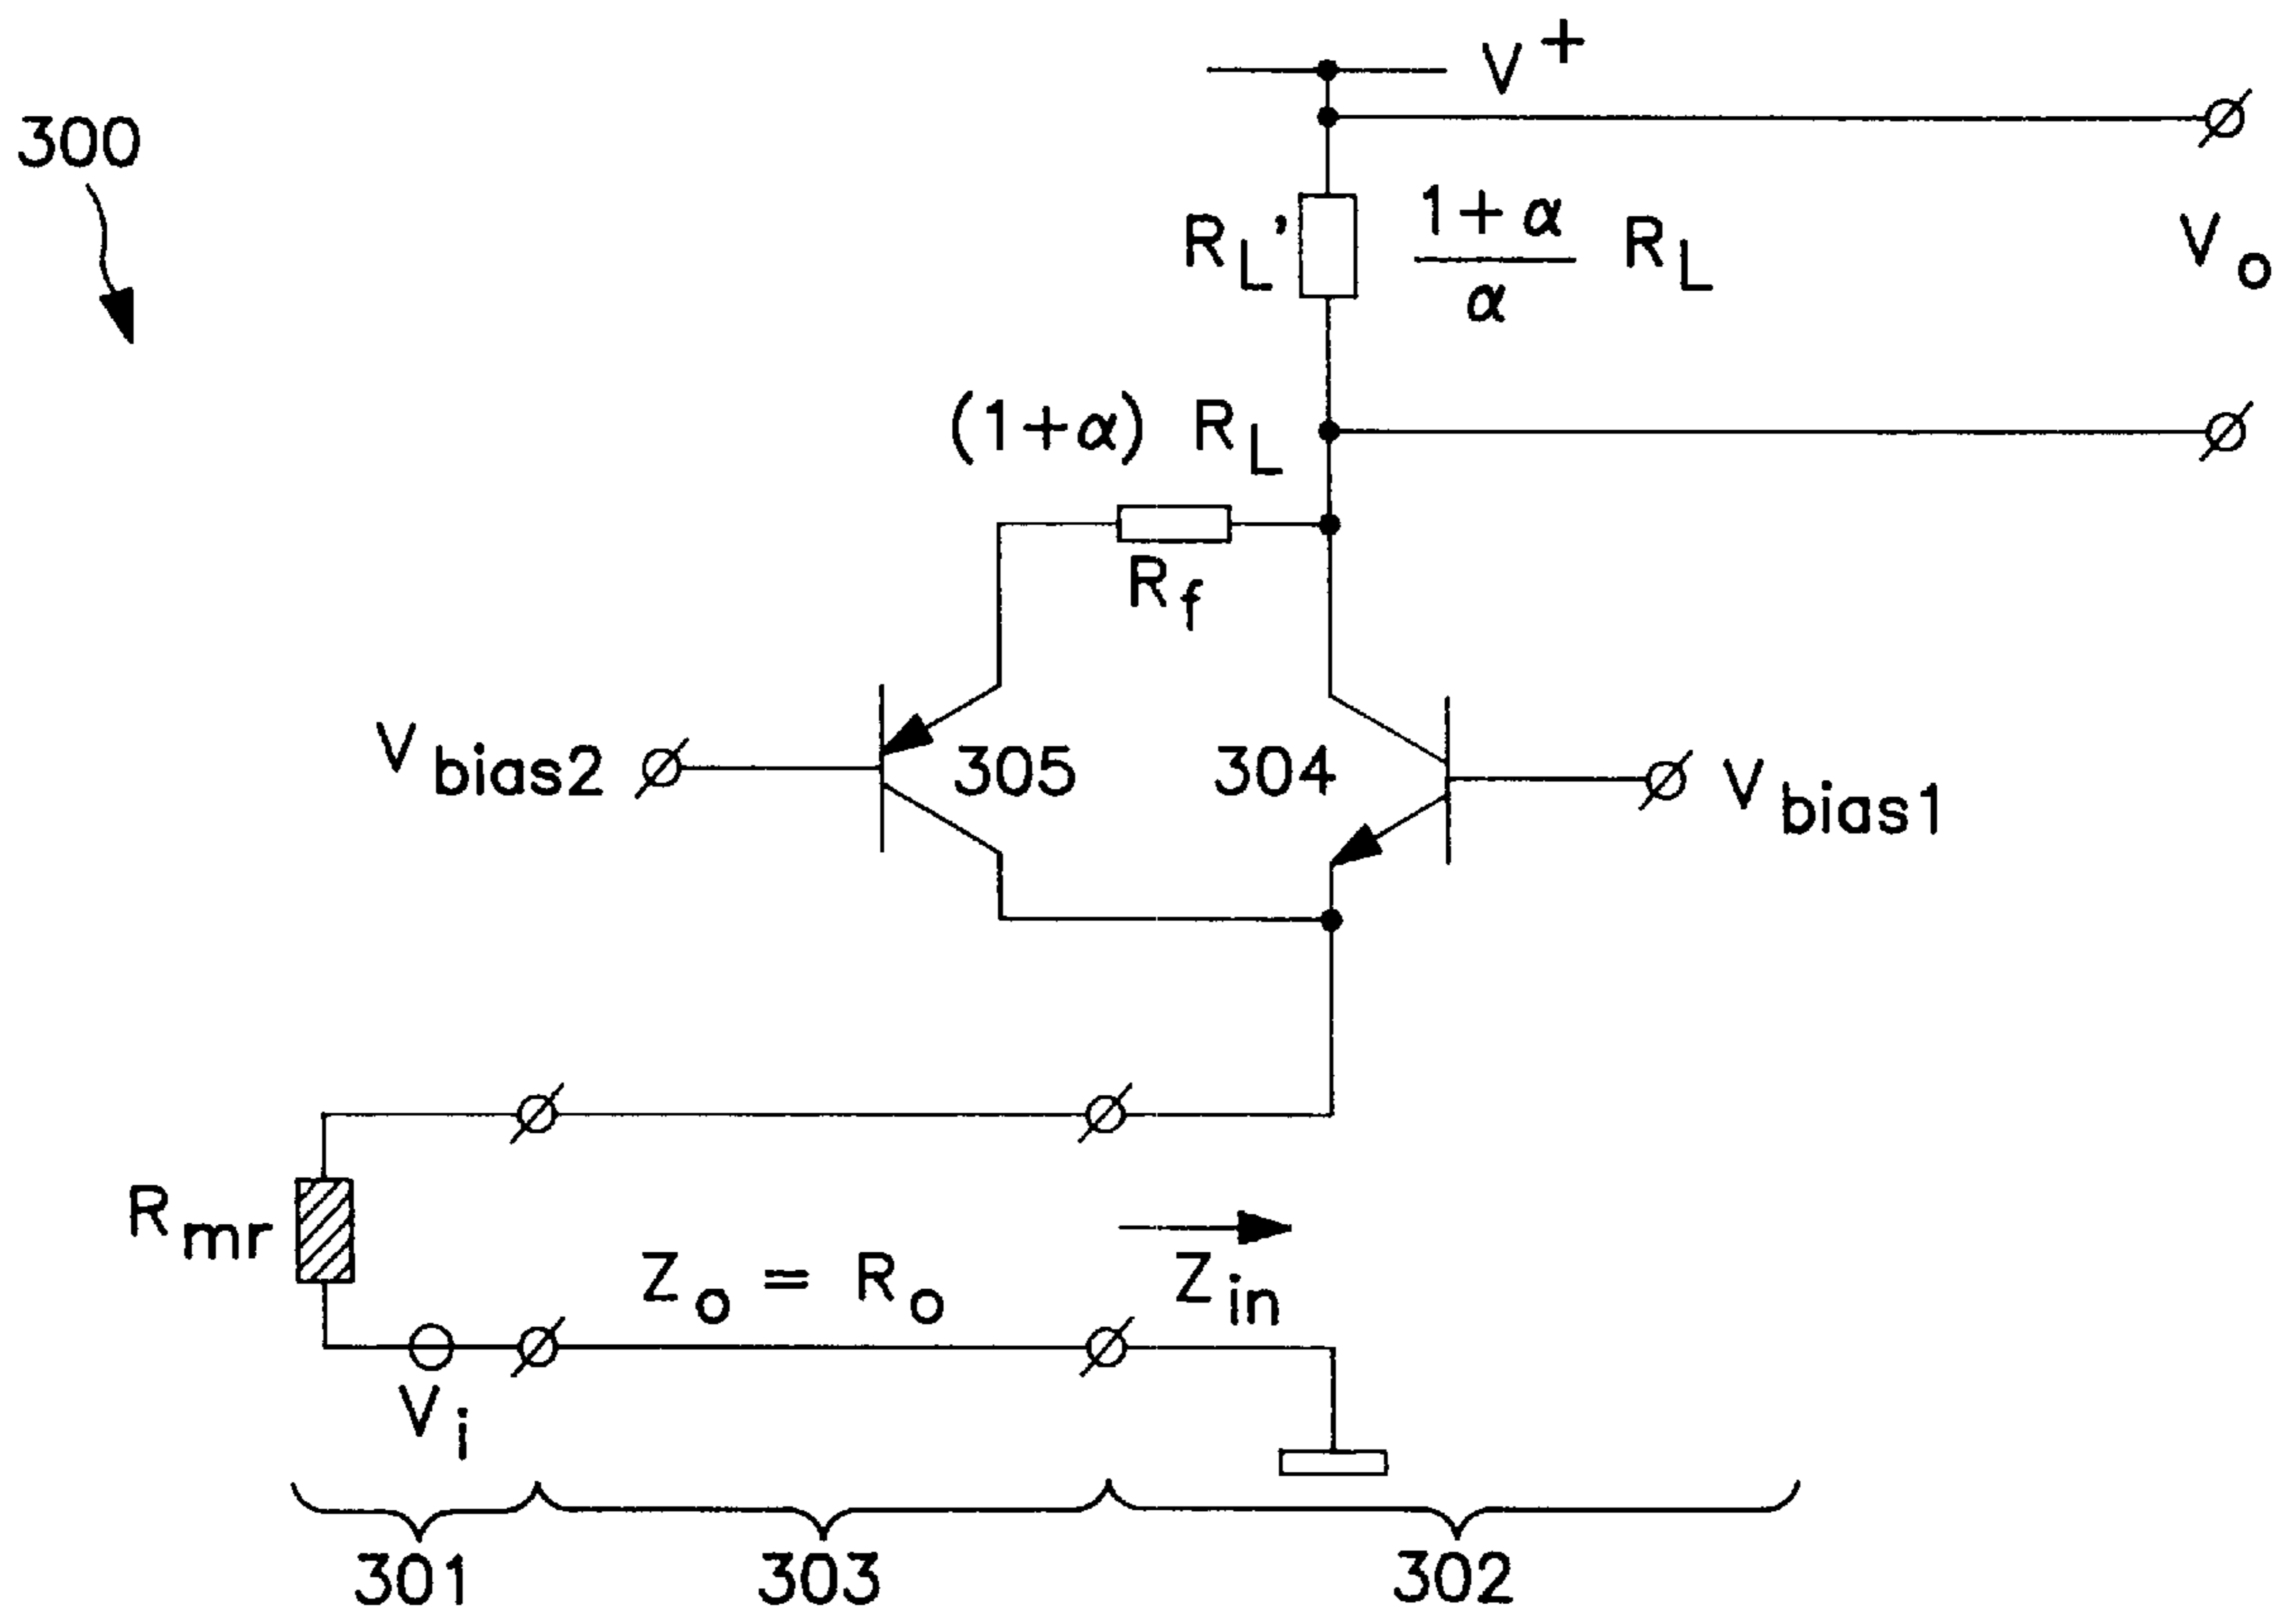 300
V+
RL' 1+α/α RL
Vo
(1+α) RL
Rf
Vbias2
305
304
Vbias1
Rmr
Zo = Ro
Zin
Vi
301
303
302